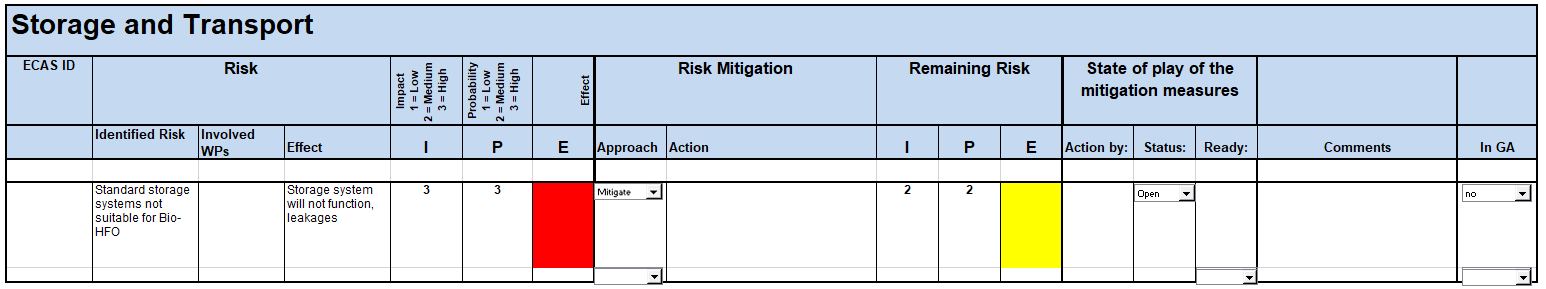 Storage and Transport
ECAS ID
Risk
Impact
1 = Low
2 = Medium
3 = High
Probability
1 = Low
2 = Medium
3 = High
Effect
Risk Mitigation
Remaining Risk
State of play of the
mitigation measures
Identified Risk
Involved
WPs
Effect
I
P
E
Approach
Action
I
P
E
Action by:
Status:
Ready:
Comments
In GA
Standard storage
systems not
suitable for Bio-
HFO
Storage system
will not function,
leakages
3
3
Mitigate
2
2
Open
no